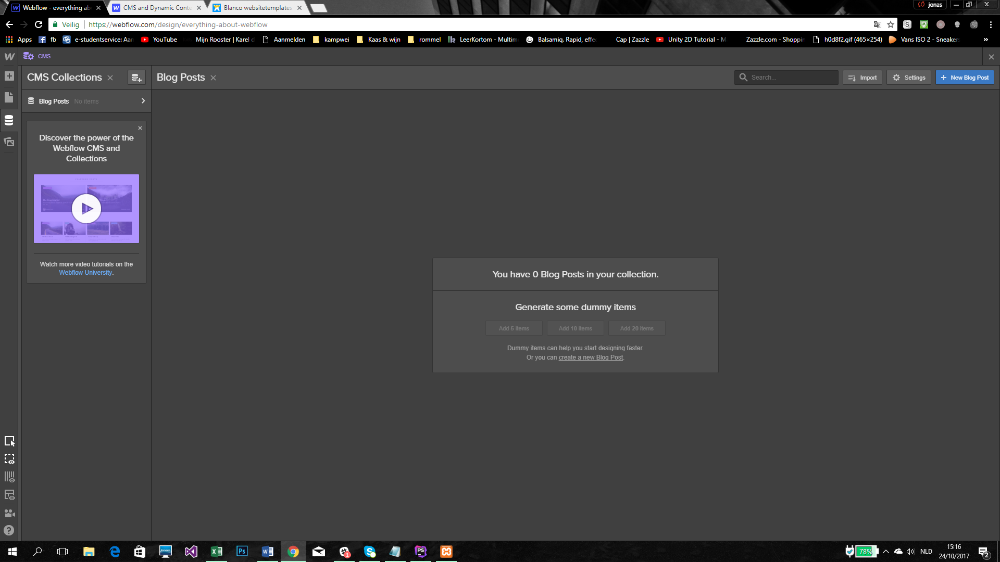 Webflow - everything ab
CMS and Dynamic Conte
Blanco websitetemplates
jonas
Veilig
https://webflow.com/design/everything-about-webflow
Apps
fb
e-studentservice: Aan
YouTube
Mijn Rooster | Karel d
Aanmelden
kampwei
Kaas & wijn
rommel
LeerKortom - Multim
Balsamiq. Rapid, effe
Cap | Zazzle
Unity 2D Tutorial - M
Zazzle.com - Shoppin
h0d8f2.gif (465×254)
Vans ISO 2 - Sneaker
CMS
CMS Collections
Blog Posts
Search...
Import
Settings
+ New Blog Post
Blog Posts No items
Discover the power of the
Webflow CMS and
Collections
Watch more video tutorials on the
Webflow University.
You have 0 Blog Posts in your collection.
Generate some dummy items
Add 5 items
Add 10 items
Add 20 items
Dummy items can help you start designing faster.
Or you can create a new Blog Post.
78%
NLD
15:16
24/10/2017
2